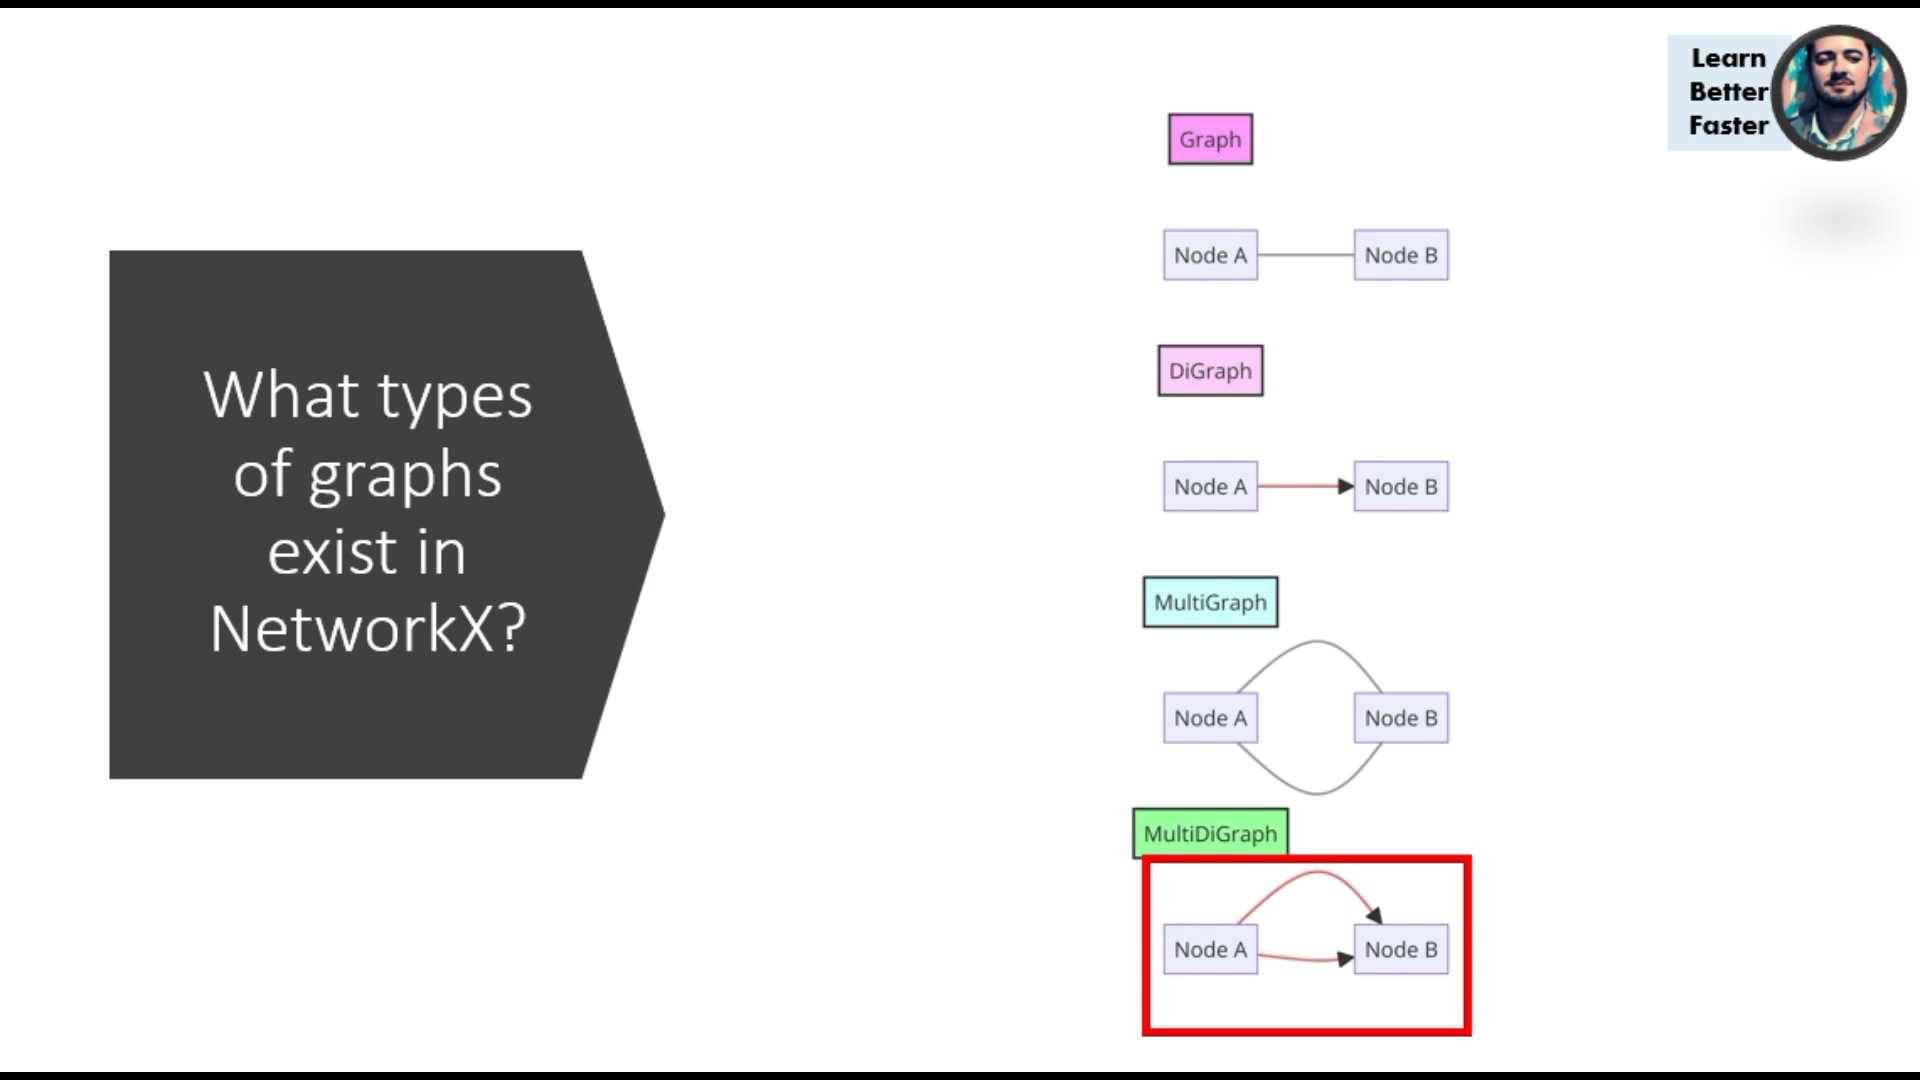 What types
of graphs
exist in
NetworkX?
Graph
Node A
Node B
DiGraph
Node A
Node B
MultiGraph
Node A
Node B
MultiDiGraph
Node A
Node B
Learn
Better
Faster